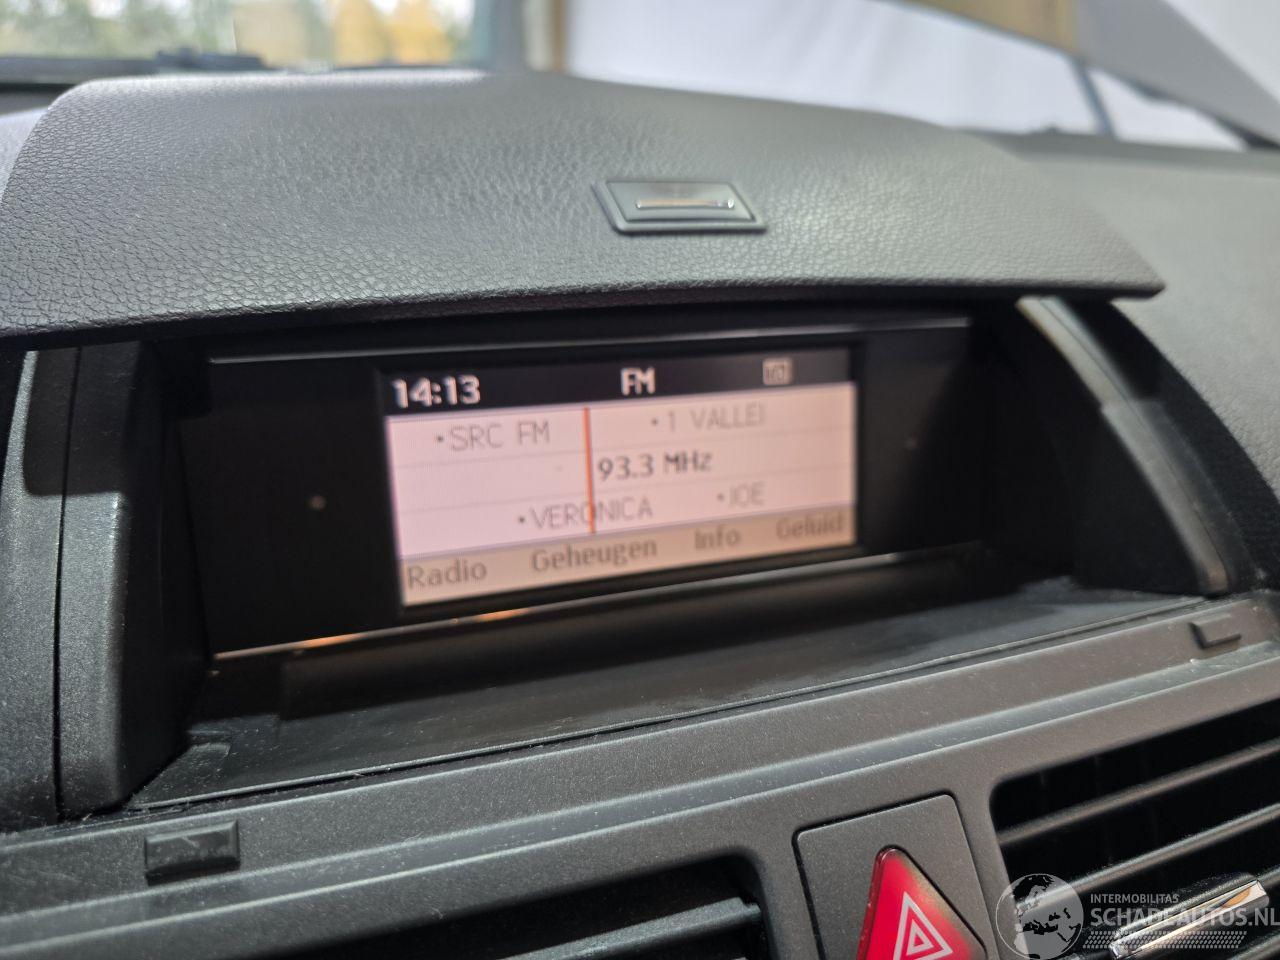 14:13 FM
•SRC FM •1 VALLEI
93.3 MHz
•VERONICA •JOE
Radio Geheugen Info Geluid
INTERMOBILITAS
SCHADEAUTOS.NL